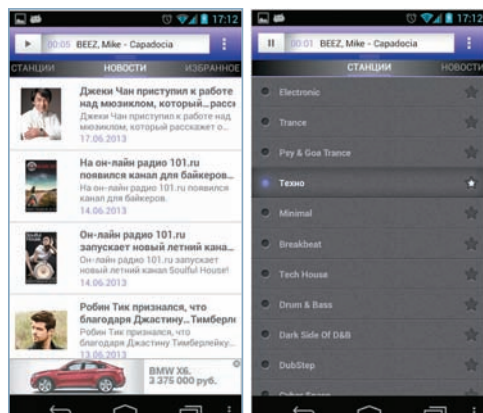 17:12
00:05 BEEZ, Mike - Capadocia
СТАНЦИИ НОВОСТИ ИЗБРАННОЕ
Джеки Чан приступил к работе
над мюзиклом, который...расск
Джеки Чан приступил к работе над
мюзиклом, который расскажет о...
17.06.2013
На он-лайн радио 101.ru
появился канал для байкеров...
На он-лайн радио 101.ru появился
канал для байкеров.
14.06.2013
Он-лайн радио 101.ru
запускает новый летний кана...
Он-лайн радио 101.ru запускает
новый летний канал Soulful House!
14.06.2013
Робин Тик признался, что
благодаря Джастину...Тимберлн
Робин Тик признался, что
благодаря Джастину Тимберлейку...
13.06.2013
BMW X6.
3 375 000 руб.
17:12
00:01 BEEZ, Mike - Capadocia
СТАНЦИИ НОВОСТИ
Electronic
Trance
Psy & Goa Trance
Техно
Minimal
Breakbeat
Tech House
Drum & Bass
Dark Side Of D&B
DubStep
Cyber Space